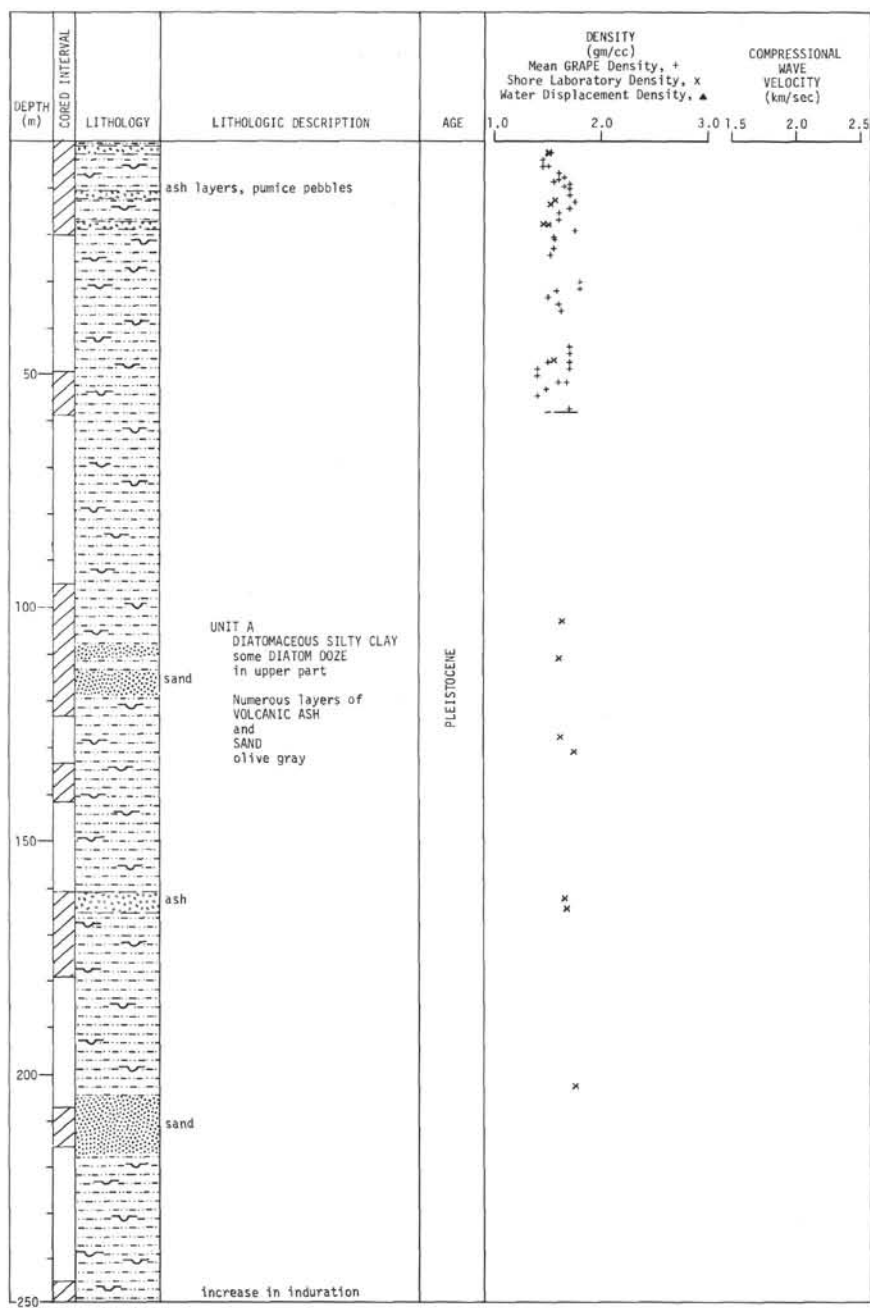 DEPTH
(m)
CORED INTERVAL
LITHOLOGY
LITHOLOGIC DESCRIPTION
AGE
DENSITY
(gm/cc)
Mean GRAPE Density, +
Shore Laboratory Density, x
Water Displacement Density, ▲
1.0 2.0 3.0
COMPRESSIONAL
WAVE
VELOCITY
(km/sec)
1.5 2.0 2.5
ash layers, pumice pebbles
50
100
UNIT A
DIATOMACEOUS SILTY CLAY
some DIATOM OOZE
in upper part
sand
Numerous layers of
VOLCANIC ASH
and
SAND
olive gray
PLEISTOCENE
150
ash
200
sand
increase in induration
250